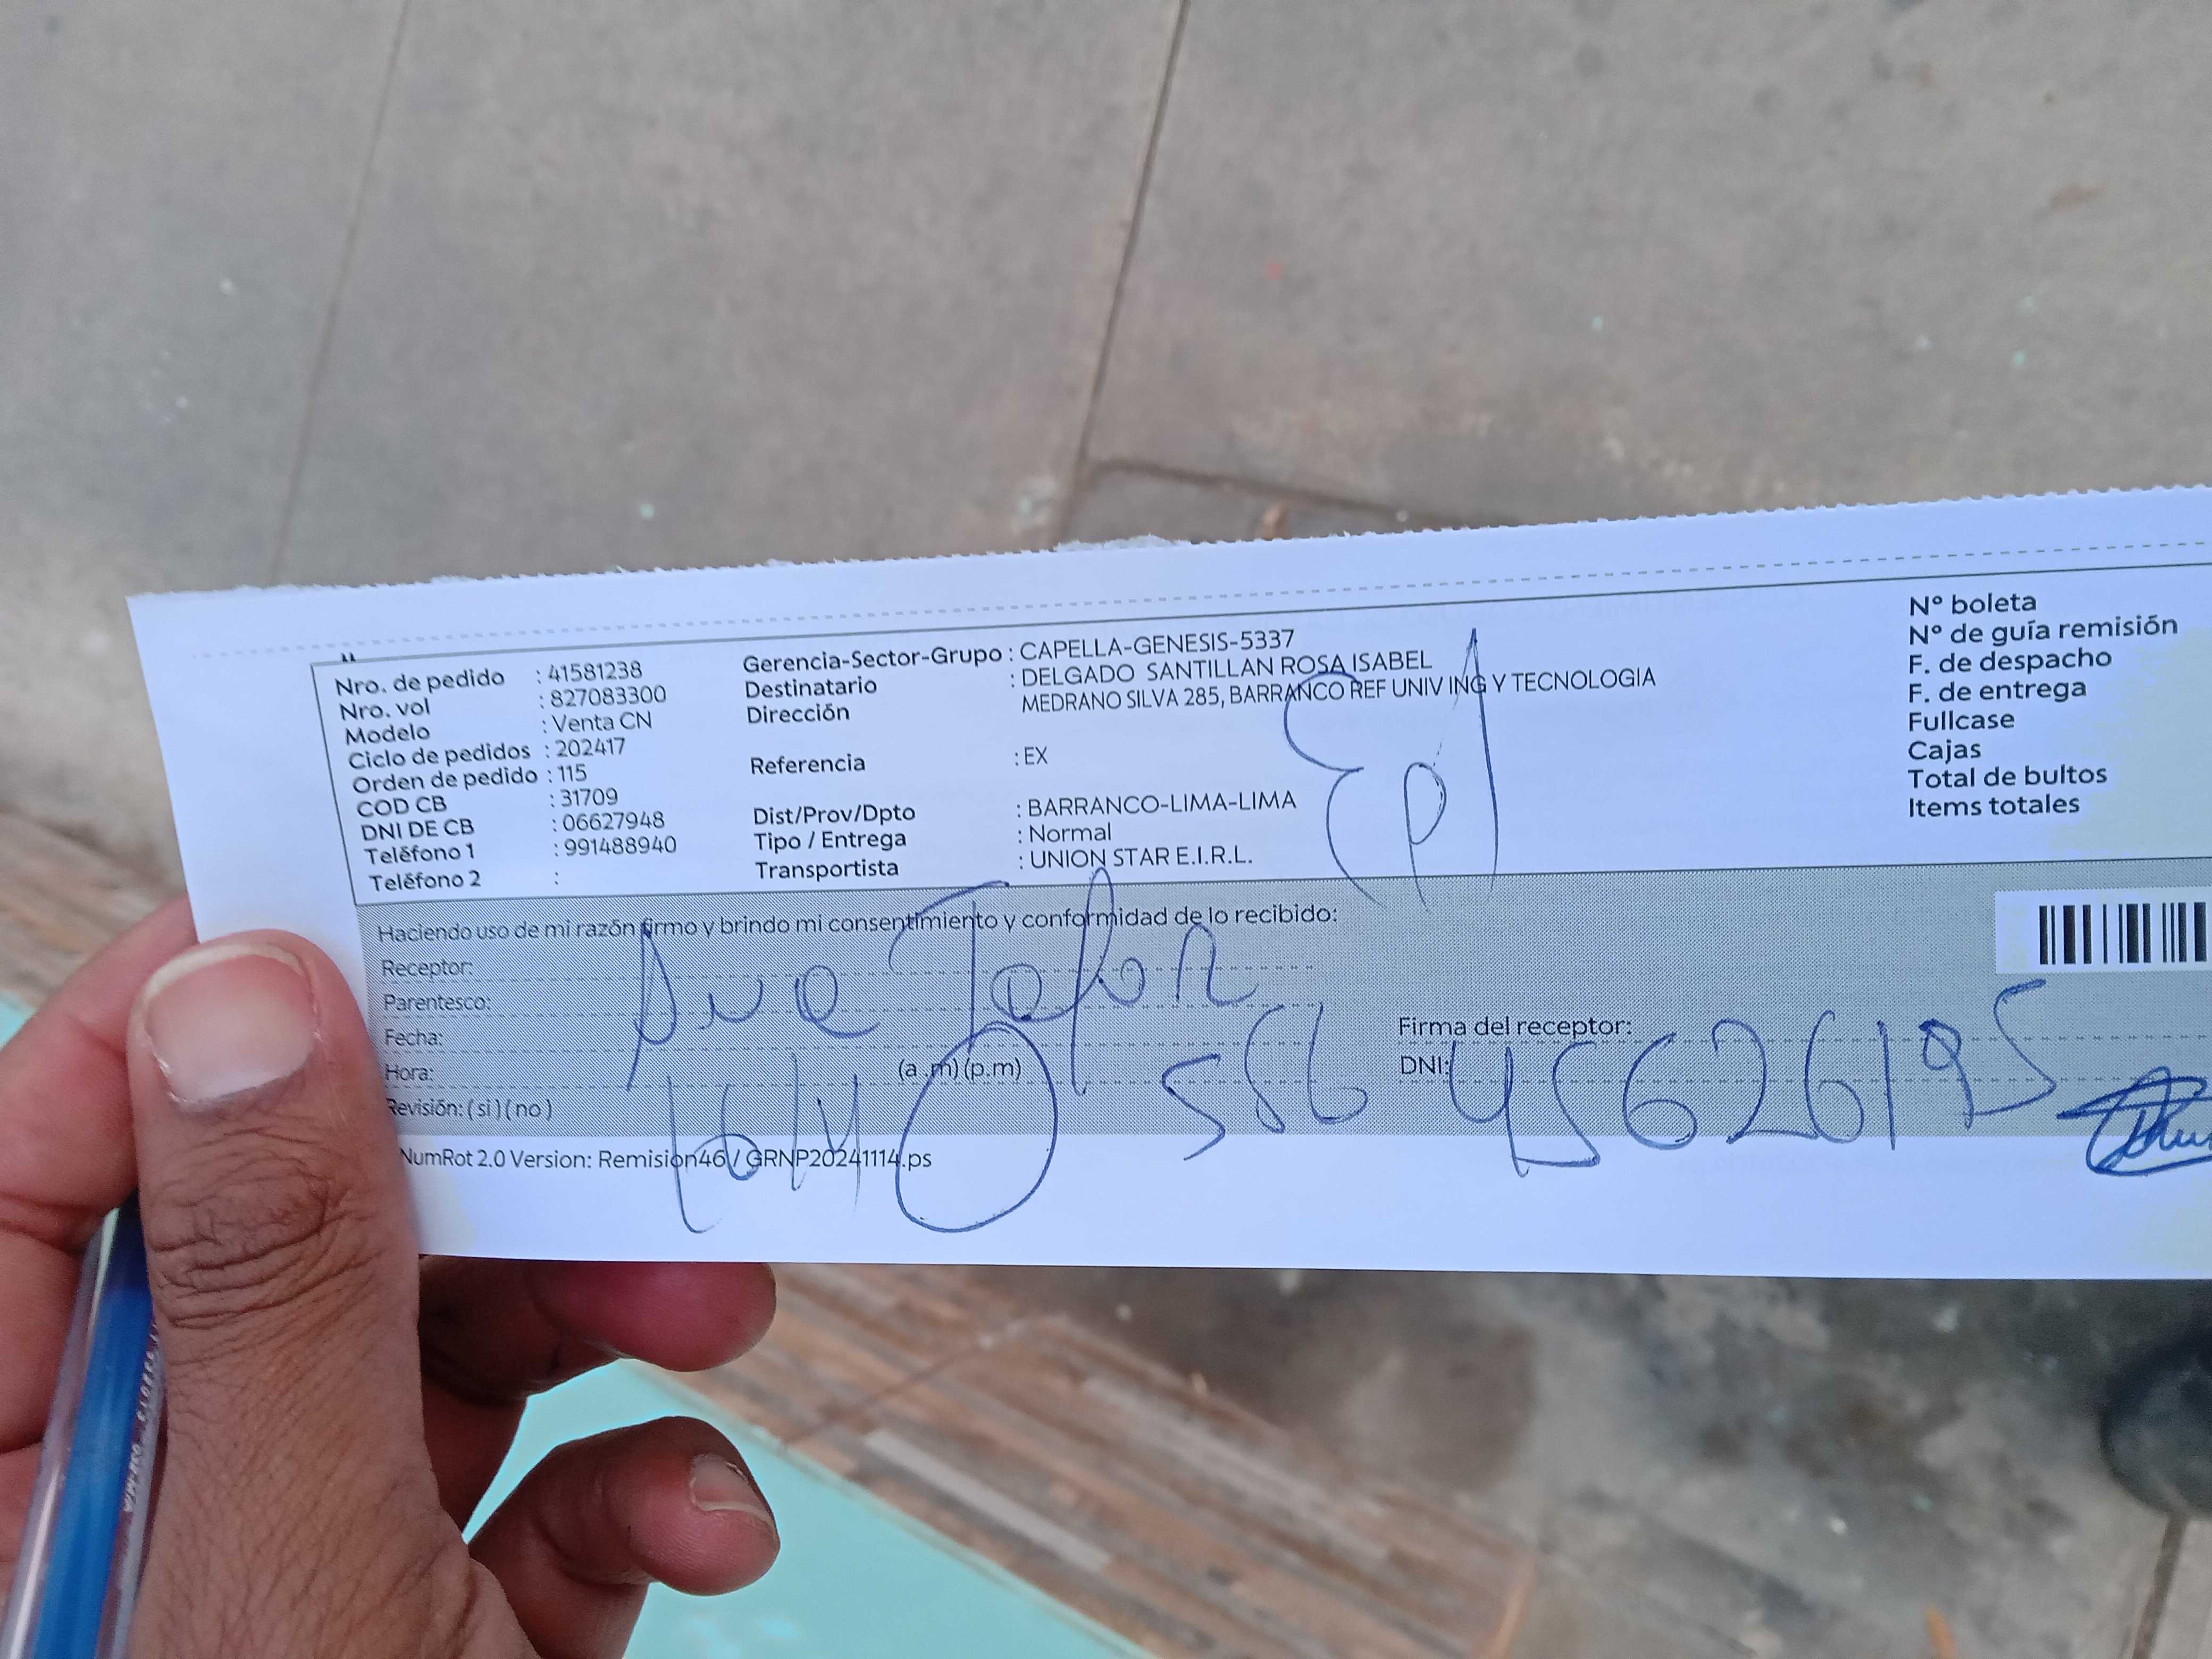 Nro. de pedido : 41581238
Nro. vol : 827083300
Modelo : Venta CN
Ciclo de pedidos : 202417
Orden de pedido : 115
COD CB : 31709
DNI DE CB : 06627948
Teléfono 1 : 991488940
Teléfono 2 :
Gerencia-Sector-Grupo : CAPELLA-GENESIS-5337
Destinatario : DELGADO SANTILLAN ROSA ISABEL
Dirección MEDRANO SILVA 285, BARRANCO REF UNIV ING Y TECNOLOGIA
Referencia : EX
Dist/Prov/Dpto : BARRANCO-LIMA-LIMA
Tipo / Entrega : Normal
Transportista : UNION STAR E.I.R.L.
N° boleta
N° de guía remisión
F. de despacho
F. de entrega
Fullcase
Cajas
Total de bultos
Items totales
Haciendo uso de mi razón firmo y brindo mi consentimiento y conformidad de lo recibido:
Receptor:
Parentesco:
Fecha:
Hora: (a .m) (p.m)
Revisión: ( si ) ( no )
Firma del receptor:
DNI: 45626195
NumRot 2.0 Version: Remision46 / GRNP20241114.ps